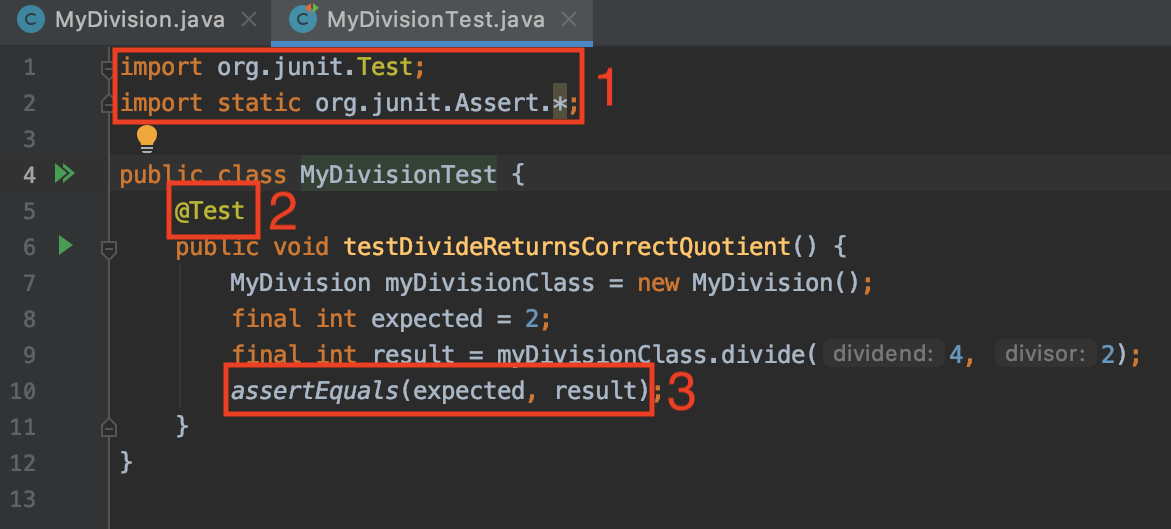 MyDivision.java MyDivisionTest.java
1 import org.junit.Test; 1
2 import static org.junit.Assert.*;
3
4 public class MyDivisionTest {
5 @Test 2
6 public void testDivideReturnsCorrectQuotient() {
7 MyDivision myDivisionClass = new MyDivision();
8 final int expected = 2;
9 final int result = myDivisionClass.divide( dividend: 4, divisor: 2);
10 assertEquals(expected, result); 3
11 }
12 }
13